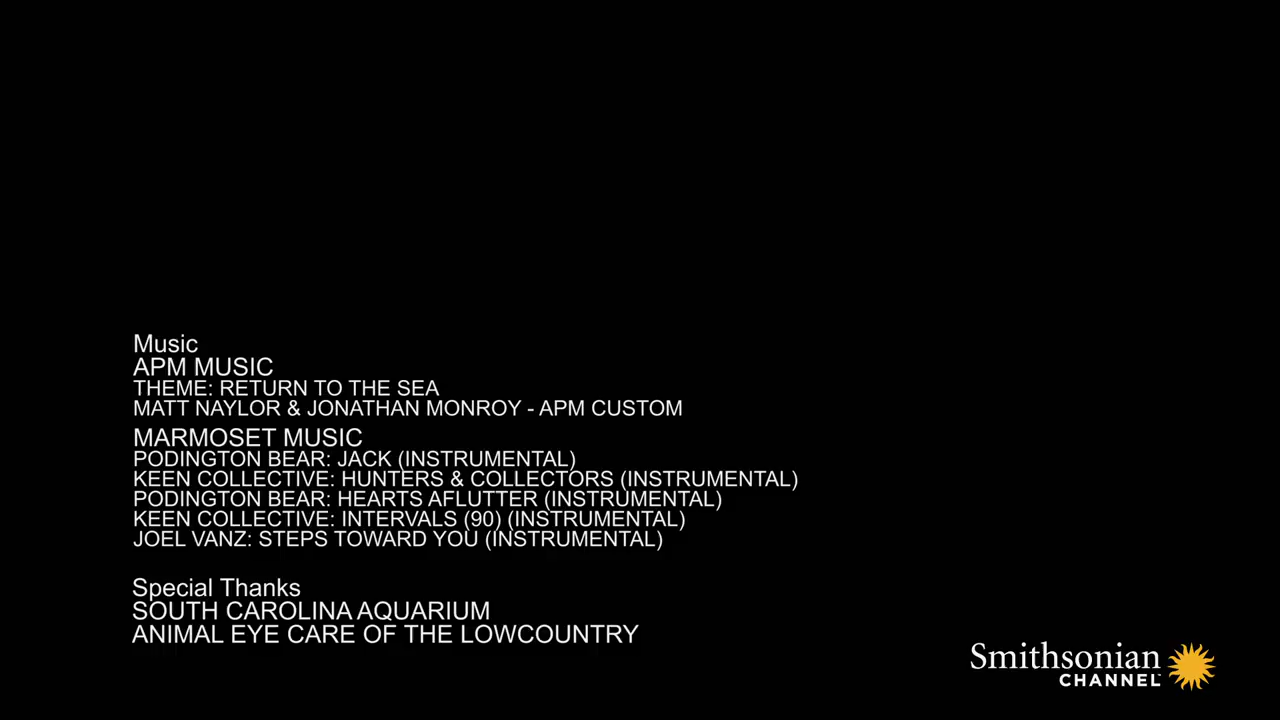 Music
APM MUSIC
THEME: RETURN TO THE SEA
MATT NAYLOR & JONATHAN MONROY - APM CUSTOM
MARMOSET MUSIC
PODINGTON BEAR: JACK (INSTRUMENTAL)
KEEN COLLECTIVE: HUNTERS & COLLECTORS (INSTRUMENTAL)
PODINGTON BEAR: HEARTS AFLUTTER (INSTRUMENTAL)
KEEN COLLECTIVE: INTERVALS (90) (INSTRUMENTAL)
JOEL VANZ: STEPS TOWARD YOU (INSTRUMENTAL)
Special Thanks
SOUTH CAROLINA AQUARIUM
ANIMAL EYE CARE OF THE LOWCOUNTRY
Smithsonian
CHANNEL™